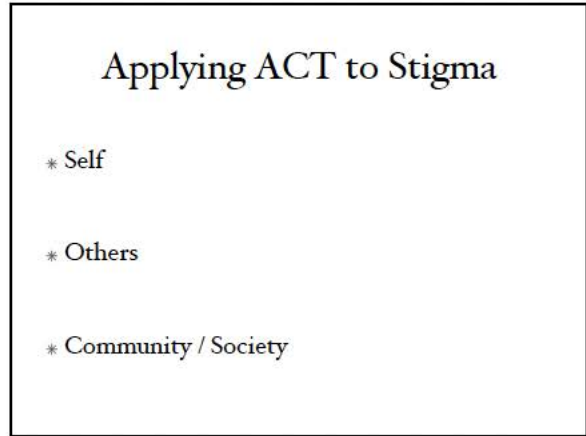 Applying ACT to Stigma
* Self
* Others
* Community / Society